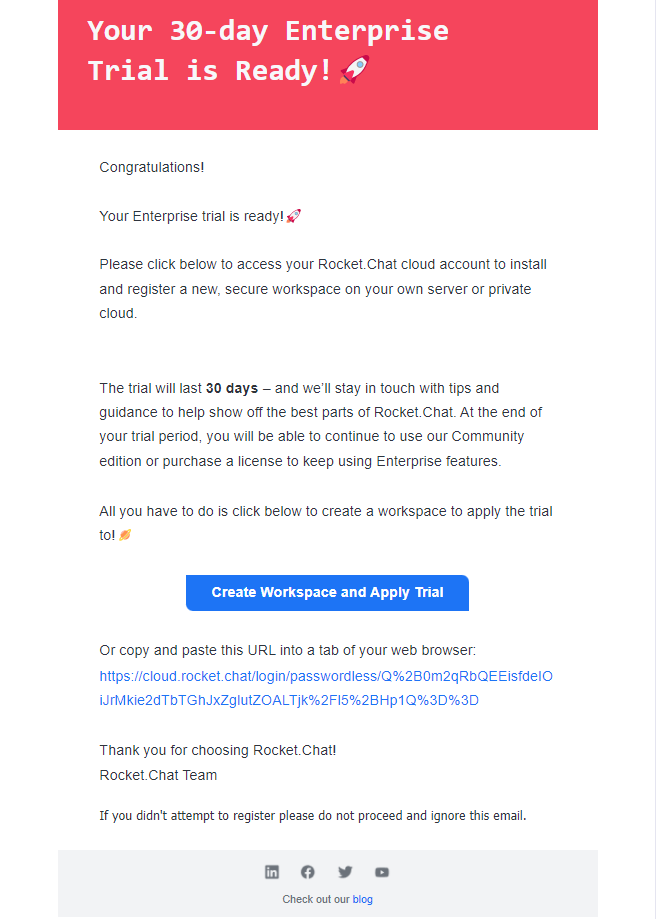 Your 30-day Enterprise
Trial is Ready!🚀
Congratulations!
Your Enterprise trial is ready!🚀
Please click below to access your Rocket.Chat cloud account to install
and register a new, secure workspace on your own server or private
cloud.
The trial will last 30 days – and we’ll stay in touch with tips and
guidance to help show off the best parts of Rocket.Chat. At the end of
your trial period, you will be able to continue to use our Community
edition or purchase a license to keep using Enterprise features.
All you have to do is click below to create a workspace to apply the trial
to!🪐
Create Workspace and Apply Trial
Or copy and paste this URL into a tab of your web browser:
https://cloud.rocket.chat/login/passwordless/Q%2B0m2qRbQEEisfdeIO
iJrMkie2dTbTGhJxZglutZOALTjk%2FI5%2BHp1Q%3D%3D
Thank you for choosing Rocket.Chat!
Rocket.Chat Team
If you didn't attempt to register please do not proceed and ignore this email.
Check out our blog